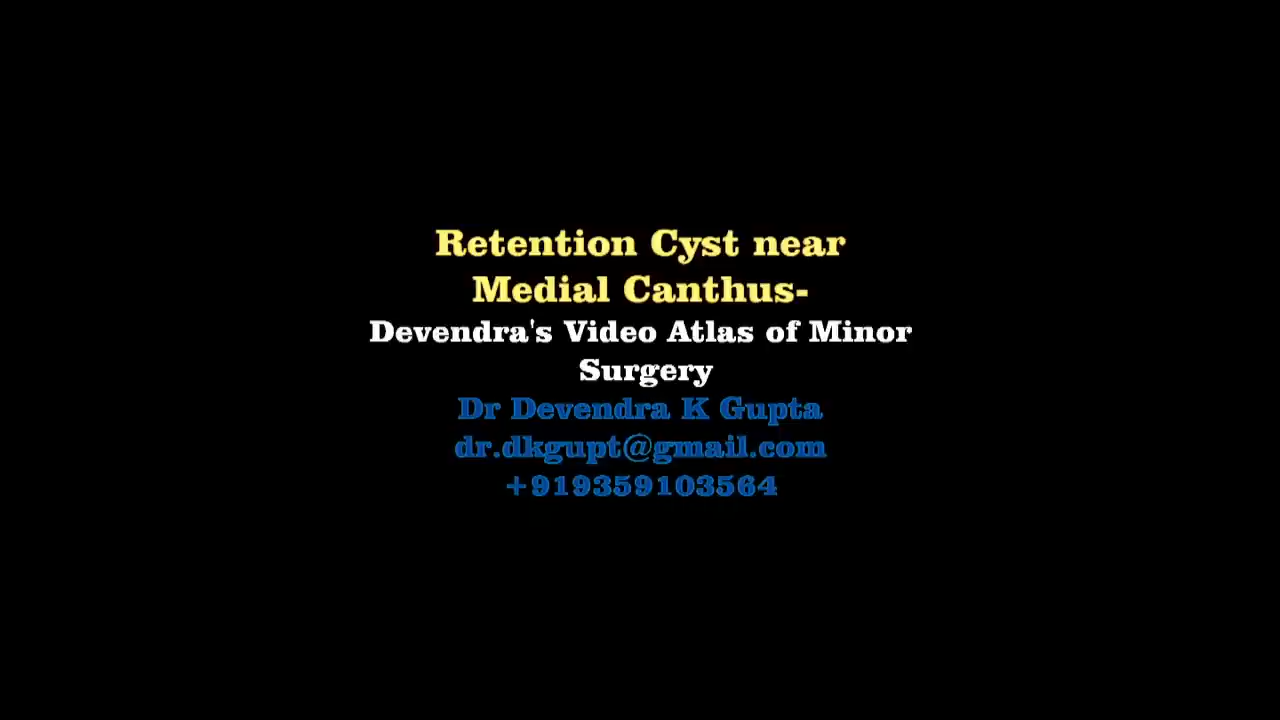 Retention Cyst near
Medial Canthus-
Devendra's Video Atlas of Minor
Surgery
Dr Devendra K Gupta
dr.dkgupt@gmail.com
+919359103564